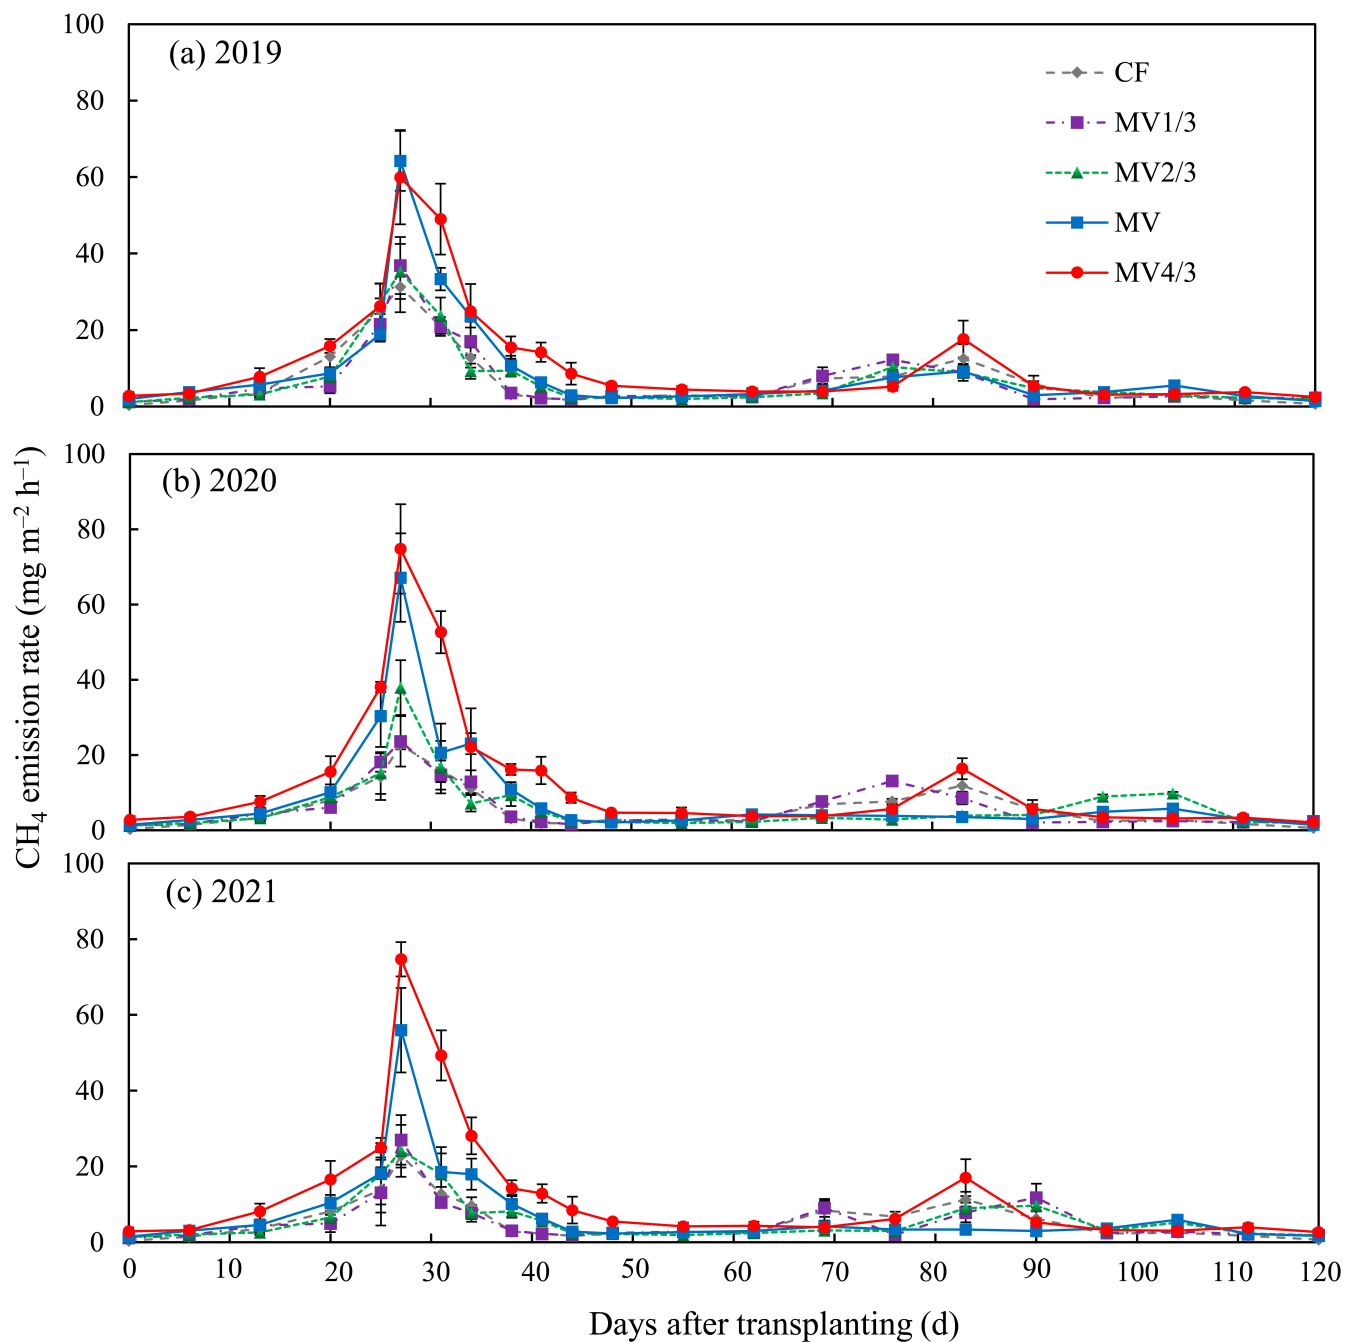 100
80
60
40
20
0
(a) 2019
CF
MV1/3
MV2/3
MV
MV4/3
100
80
60
40
20
0
(b) 2020
CH₄ emission rate (mg m⁻² h⁻¹)
100
80
60
40
20
0
(c) 2021
0 10 20 30 40 50 60 70 80 90 100 110 120
Days after transplanting (d)